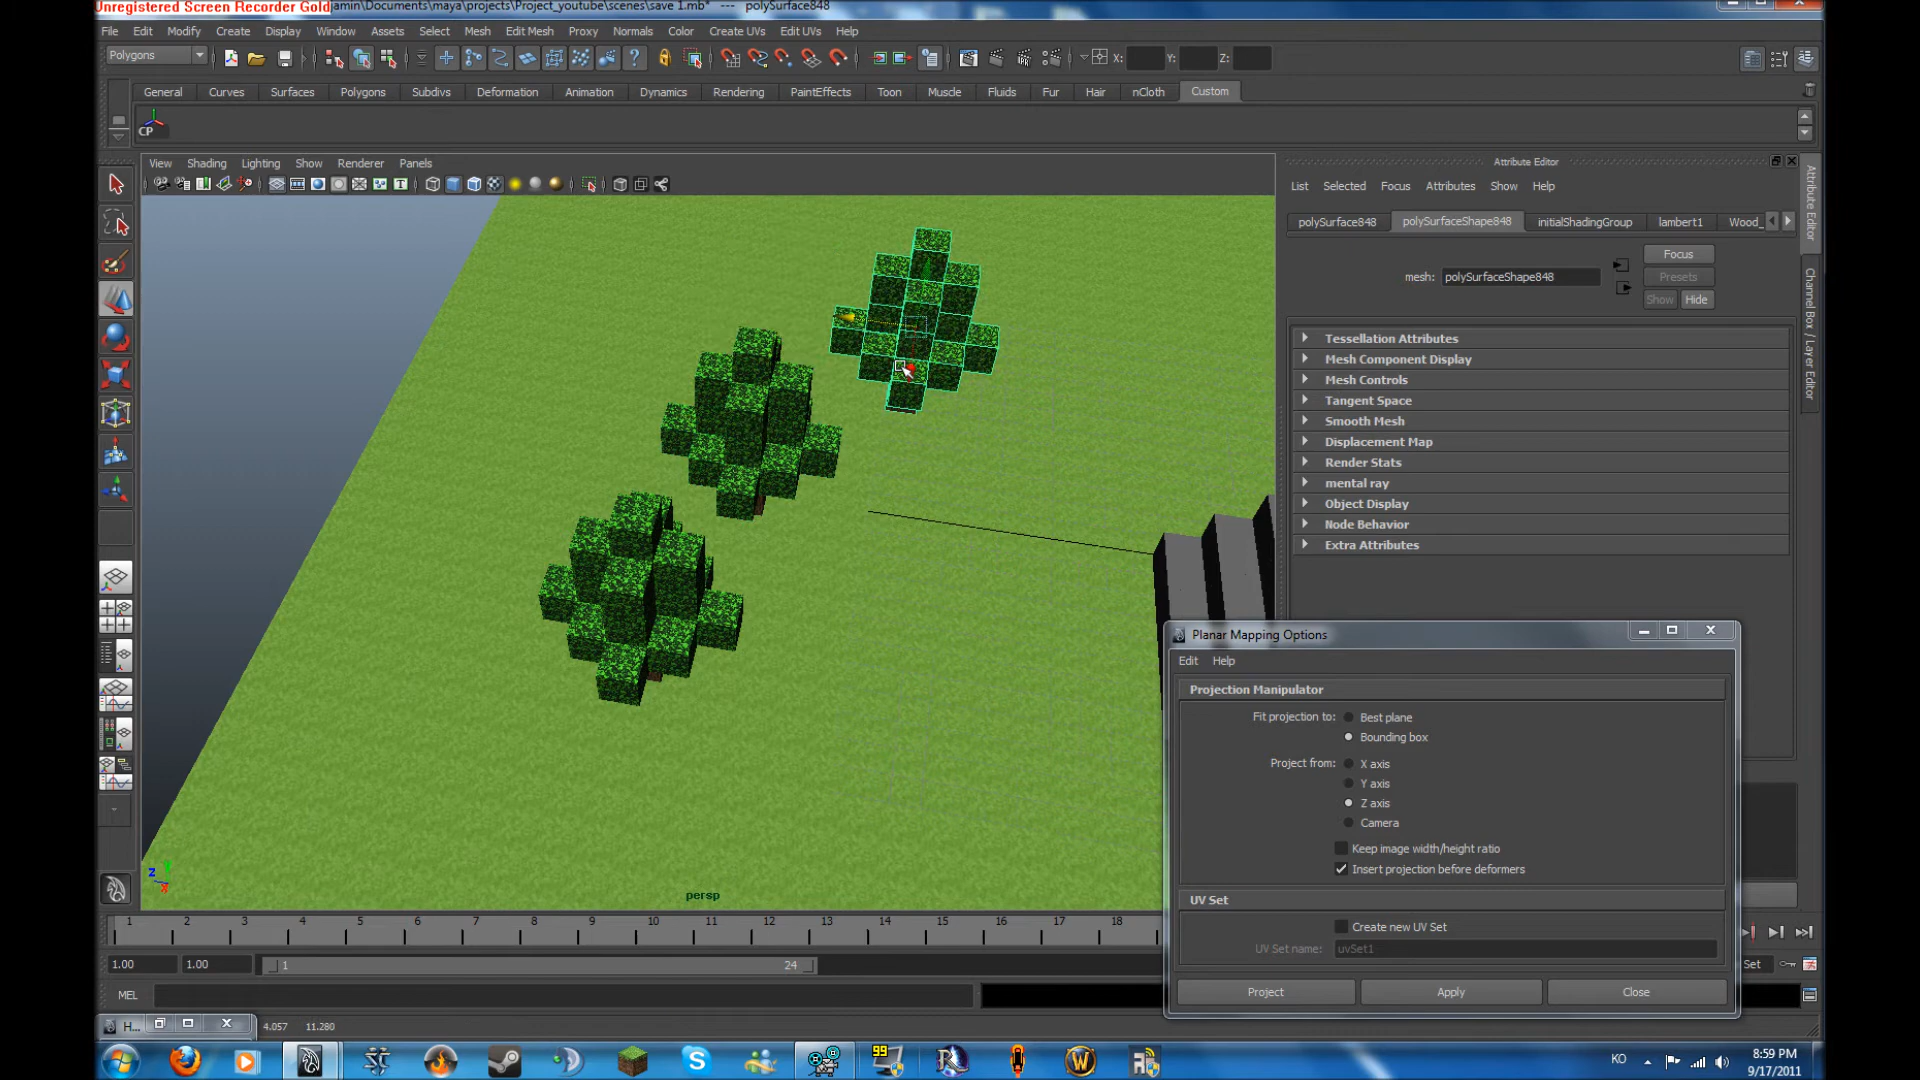 Unregistered Screen Recorder Gold
amin\Documents\maya\projects\Project_youtube\scenes\save 1.mb* --- polySurface848
File Edit Modify Create Display Window Assets Select Mesh Edit Mesh Proxy Normals Color Create UVs Edit UVs Help
Polygons X: Y: Z:
General Curves Surfaces Polygons Subdivs Deformation Animation Dynamics Rendering PaintEffects Toon Muscle Fluids Fur Hair nCloth Custom
CP
View Shading Lighting Show Renderer Panels
Attribute Editor
List Selected Focus Attributes Show Help
polySurface848 polySurfaceShape848 initialShadingGroup lambert1 Wood_
Focus
mesh: polySurfaceShape848 Presets
Show Hide
Tessellation Attributes
Mesh Component Display
Mesh Controls
Tangent Space
Smooth Mesh
Displacement Map
Render Stats
mental ray
Object Display
Node Behavior
Extra Attributes
Attribute Editor
Channel Box / Layer Editor
Planar Mapping Options
Edit Help
Projection Manipulator
Fit projection to: Best plane
Bounding box
Project from: X axis
Y axis
Z axis
Camera
Keep image width/height ratio
Insert projection before deformers
UV Set
Create new UV Set
UV Set name: uvSet1
Project Apply Close
z x
persp
1 2 3 4 5 6 7 8 9 10 11 12 13 14 15 16 17 18
1.00 1.00 1 24 Set
MEL
H... 4.057 11.280
99
KO 8:59 PM
9/17/2011